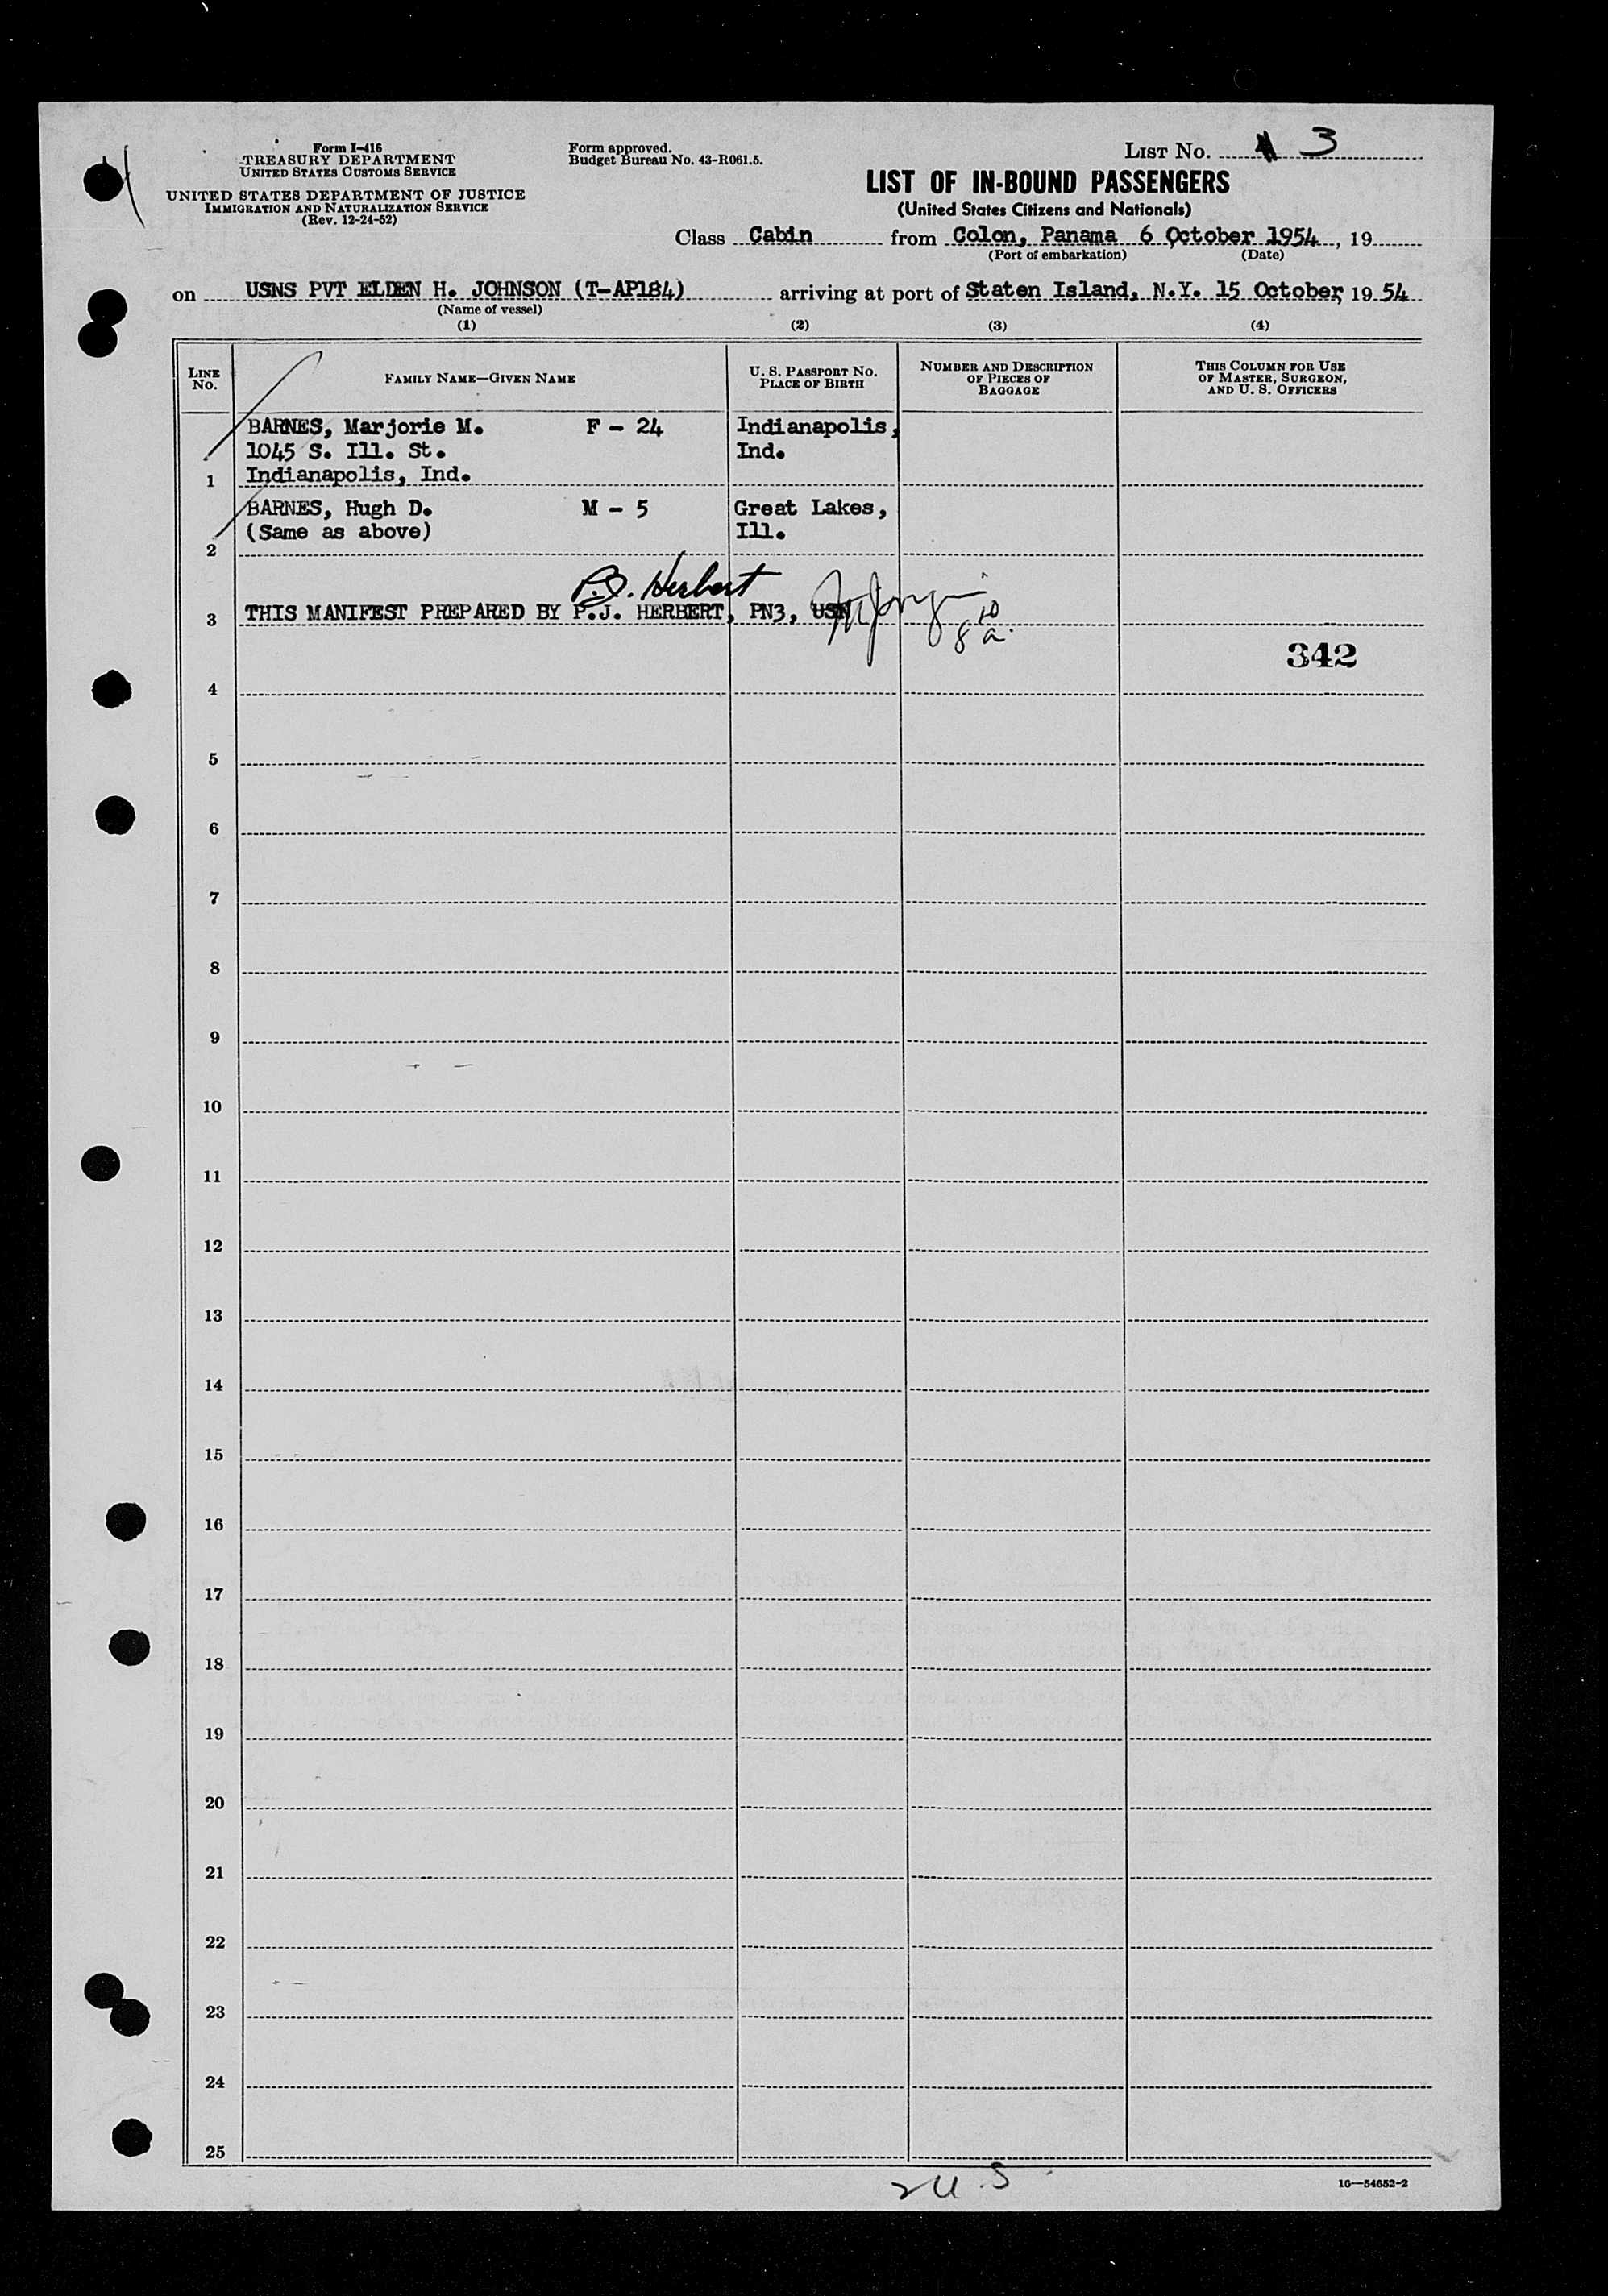 Form I-416
TREASURY DEPARTMENT
UNITED STATES CUSTOMS SERVICE
UNITED STATES DEPARTMENT OF JUSTICE
IMMIGRATION AND NATURALIZATION SERVICE
(Rev. 12-24-52)
Form approved.
Budget Bureau No. 43-R061.5.
LIST NO. 3
LIST OF IN-BOUND PASSENGERS
(United States Citizens and Nationals)
Class Cabin from Colon, Panama 6 October 1954, 19
(Port of embarkation) (Date)
on USNS PVT ELDEN H. JOHNSON (T-AP184) arriving at port of Staten Island, N.Y. 15 October, 1954
(Name of vessel)
(1) (2) (3) (4)
LINE NO.
FAMILY NAME—GIVEN NAME
U. S. PASSPORT NO.
PLACE OF BIRTH
NUMBER AND DESCRIPTION
OF PIECES OF
BAGGAGE
THIS COLUMN FOR USE
OF MASTER, SURGEON,
AND U. S. OFFICERS
BARNES, Marjorie M. F - 24 Indianapolis,
1045 S. Ill. St. Ind.
1 Indianapolis, Ind.
BARNES, Hugh D. M - 5 Great Lakes,
(Same as above) Ill.
2
P.J. Herbert
3 THIS MANIFEST PREPARED BY P.J. HERBERT, PN3, USN
342
4
5
6
7
8
9
10
11
12
13
14
15
16
17
18
19
20
21
22
23
24
25
2 U.S
16—54652-2